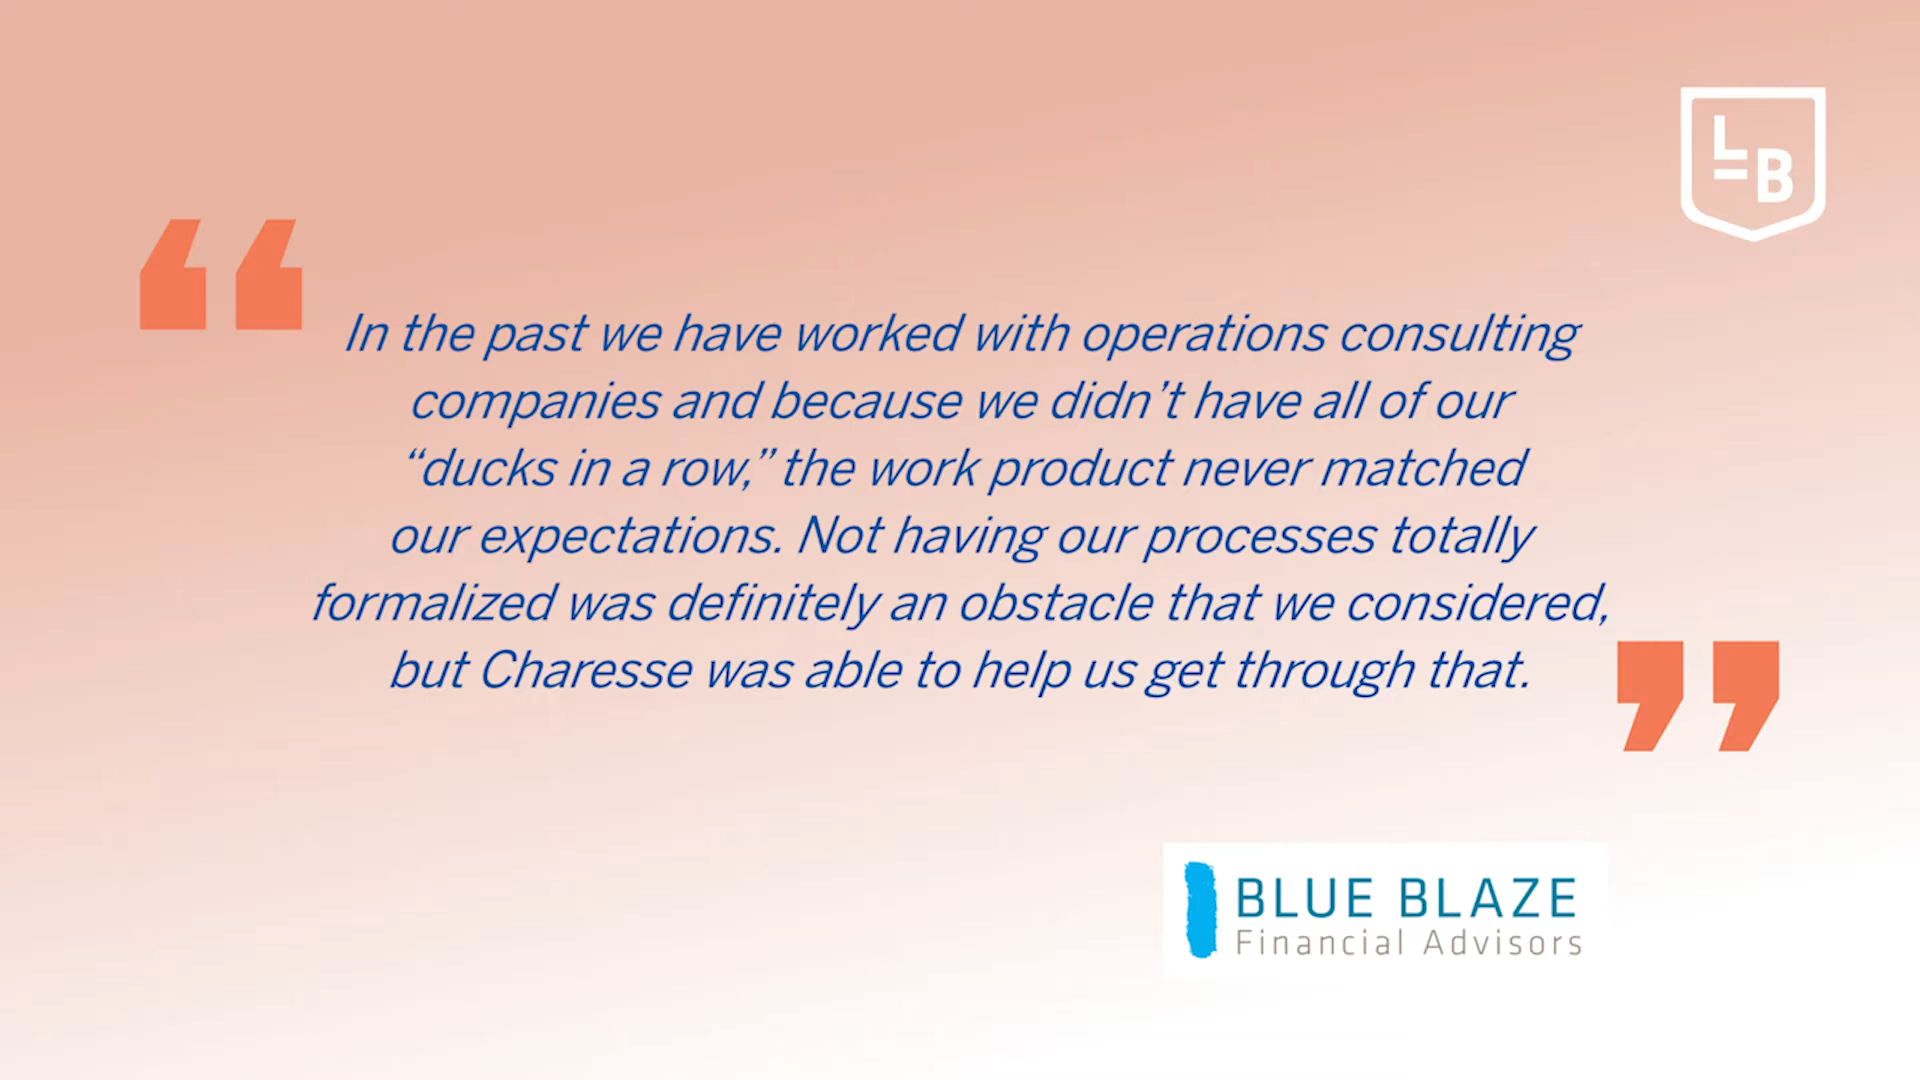 L
B
“
In the past we have worked with operations consulting
companies and because we didn’t have all of our
“ducks in a row,” the work product never matched
our expectations. Not having our processes totally
formalized was definitely an obstacle that we considered,
but Charesse was able to help us get through that.
”
BLUE BLAZE
Financial Advisors